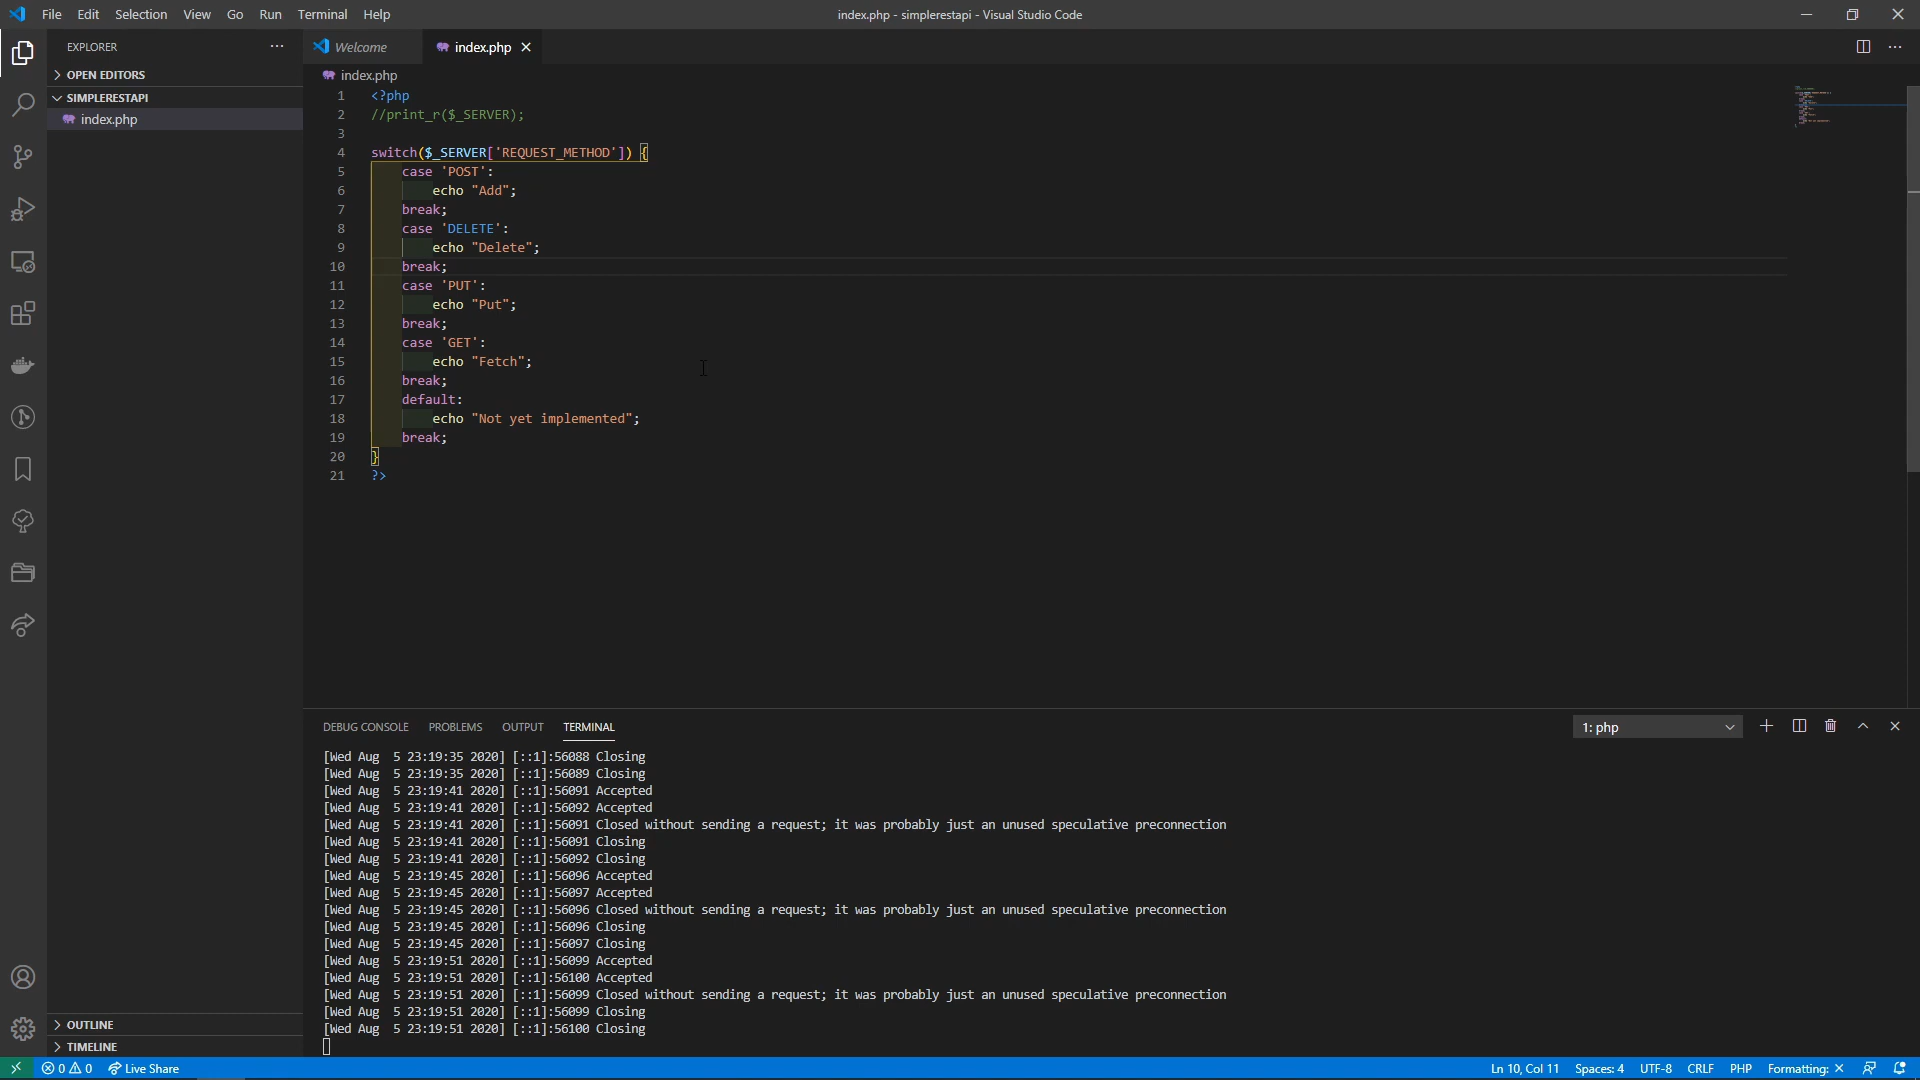 File Edit Selection View Go Run Terminal Help
index.php - simplerestapi - Visual Studio Code
EXPLORER
OPEN EDITORS
SIMPLERESTAPI
index.php
Welcome
index.php
index.php
1 <?php
2 //print_r($_SERVER);
3
4 switch($_SERVER['REQUEST_METHOD']) {
5 case 'POST':
6 echo "Add";
7 break;
8 case 'DELETE':
9 echo "Delete";
10 break;
11 case 'PUT':
12 echo "Put";
13 break;
14 case 'GET':
15 echo "Fetch";
16 break;
17 default:
18 echo "Not yet implemented";
19 break;
20 }
21 ?>
DEBUG CONSOLE PROBLEMS OUTPUT TERMINAL
1: php
[Wed Aug  5 23:19:35 2020] [::1]:56088 Closing
[Wed Aug  5 23:19:35 2020] [::1]:56089 Closing
[Wed Aug  5 23:19:41 2020] [::1]:56091 Accepted
[Wed Aug  5 23:19:41 2020] [::1]:56092 Accepted
[Wed Aug  5 23:19:41 2020] [::1]:56091 Closed without sending a request; it was probably just an unused speculative preconnection
[Wed Aug  5 23:19:41 2020] [::1]:56091 Closing
[Wed Aug  5 23:19:41 2020] [::1]:56092 Closing
[Wed Aug  5 23:19:45 2020] [::1]:56096 Accepted
[Wed Aug  5 23:19:45 2020] [::1]:56097 Accepted
[Wed Aug  5 23:19:45 2020] [::1]:56096 Closed without sending a request; it was probably just an unused speculative preconnection
[Wed Aug  5 23:19:45 2020] [::1]:56096 Closing
[Wed Aug  5 23:19:45 2020] [::1]:56097 Closing
[Wed Aug  5 23:19:51 2020] [::1]:56099 Accepted
[Wed Aug  5 23:19:51 2020] [::1]:56100 Accepted
[Wed Aug  5 23:19:51 2020] [::1]:56099 Closed without sending a request; it was probably just an unused speculative preconnection
[Wed Aug  5 23:19:51 2020] [::1]:56099 Closing
[Wed Aug  5 23:19:51 2020] [::1]:56100 Closing
OUTLINE
TIMELINE
0 0 Live Share
Ln 10, Col 11 Spaces: 4 UTF-8 CRLF PHP Formatting: ×